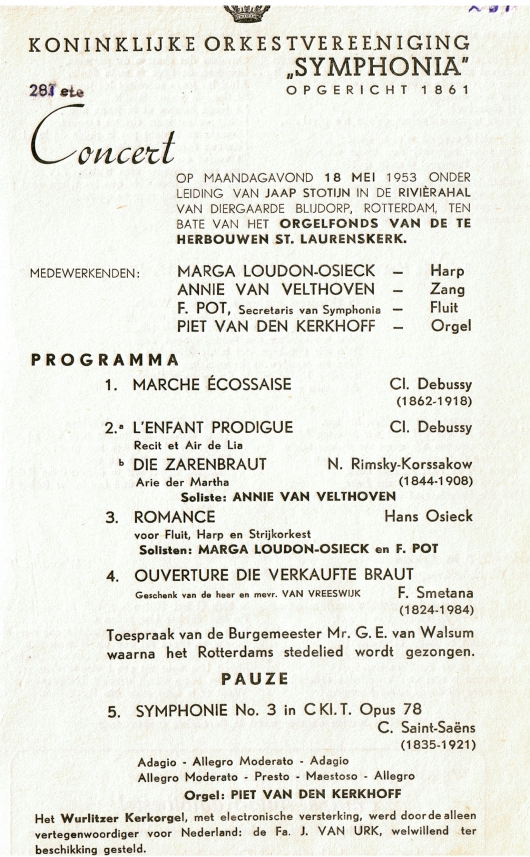 KONINKLIJKE ORKESTVEREENIGING
„SYMPHONIA"
OPGERICHT 1861
281 ste
Concert
OP MAANDAGAVOND 18 MEI 1953 ONDER
LEIDING VAN JAAP STOTIJN IN DE RIVIÈRAHAL
VAN DIERGAARDE BLIJDORP, ROTTERDAM, TEN
BATE VAN HET ORGELFONDS VAN DE TE
HERBOUWEN ST. LAURENSKERK.
MEDEWERKENDEN: MARGA LOUDON-OSIECK – Harp
ANNIE VAN VELTHOVEN – Zang
F. POT, Secretaris van Symphonia – Fluit
PIET VAN DEN KERKHOFF – Orgel
PROGRAMMA
1. MARCHE ÉCOSSAISE Cl. Debussy
(1862-1918)
2.a L'ENFANT PRODIGUE Cl. Debussy
Recit et Air de Lia
b DIE ZARENBRAUT N. Rimsky-Korssakow
Arie der Martha (1844-1908)
Soliste: ANNIE VAN VELTHOVEN
3. ROMANCE Hans Osieck
voor Fluit, Harp en Strijkorkest
Solisten: MARGA LOUDON-OSIECK en F. POT
4. OUVERTURE DIE VERKAUFTE BRAUT
Geschenk van de heer en mevr. VAN VREESWIJK F. Smetana
(1824-1984)
Toespraak van de Burgemeester Mr. G. E. van Walsum
waarna het Rotterdams stedelied wordt gezongen.
PAUZE
5. SYMPHONIE No. 3 in C Kl. T. Opus 78
C. Saint-Saëns
(1835-1921)
Adagio - Allegro Moderato - Adagio
Allegro Moderato - Presto - Maestoso - Allegro
Orgel: PIET VAN DEN KERKHOFF
Het Wurlitzer Kerkorgel, met electronische versterking, werd door de alleen
vertegenwoordiger voor Nederland: de Fa. J. VAN URK, welwillend ter
beschikking gesteld.